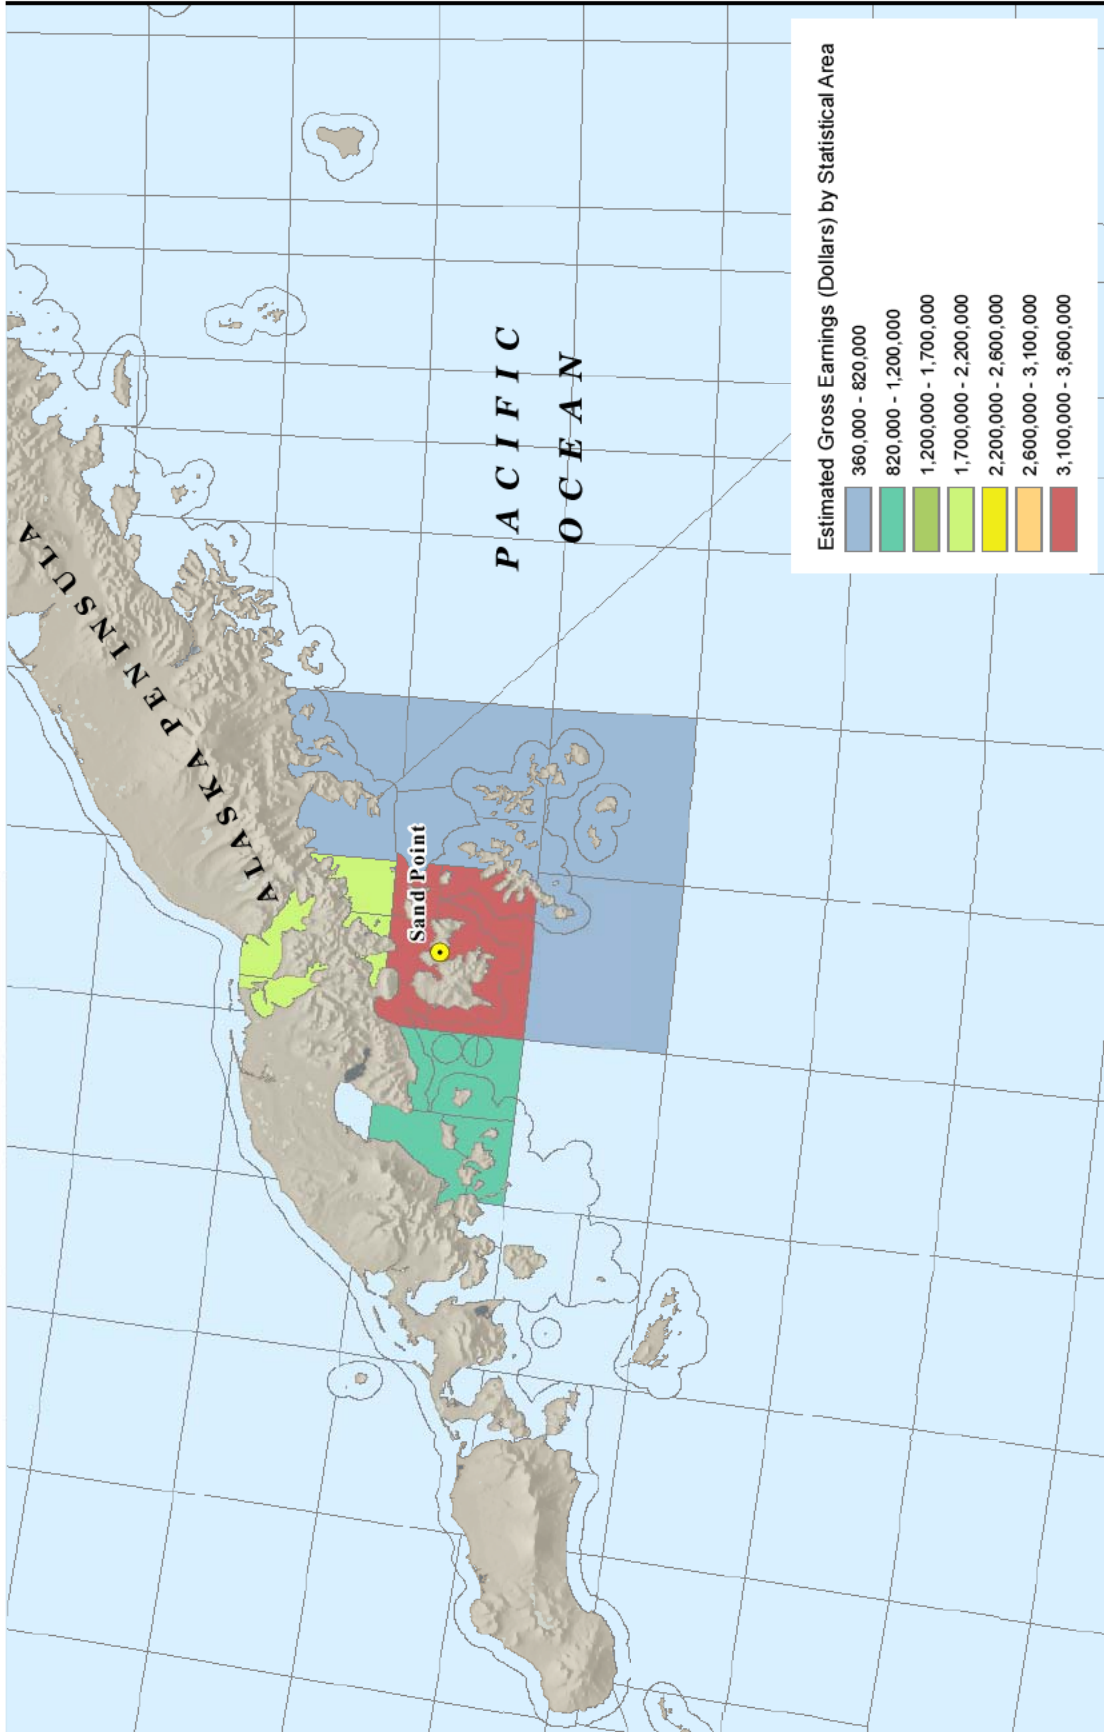 ALASKA PENINSULA
PACIFIC
OCEAN
Sand Point
Estimated Gross Earnings (Dollars) by Statistical Area
360,000 - 820,000
820,000 - 1,200,000
1,200,000 - 1,700,000
1,700,000 - 2,200,000
2,200,000 - 2,600,000
2,600,000 - 3,100,000
3,100,000 - 3,600,000